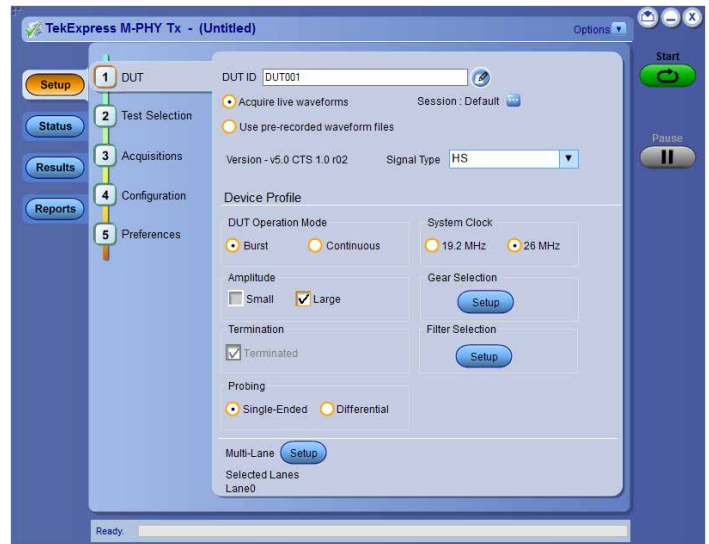 TekExpress M-PHY Tx - (Untitled)
Options
Start
Pause
Setup
Status
Results
Reports
1 DUT
2 Test Selection
3 Acquisitions
4 Configuration
5 Preferences
DUT ID DUT001
Acquire live waveforms Session : Default
Use pre-recorded waveform files
Version - v5.0 CTS 1.0 r02 Signal Type HS
Device Profile
DUT Operation Mode
Burst Continuous
System Clock
19.2 MHz 26 MHz
Amplitude
Small Large
Gear Selection
Setup
Termination
Terminated
Filter Selection
Setup
Probing
Single-Ended Differential
Multi-Lane Setup
Selected Lanes
Lane0
Ready.